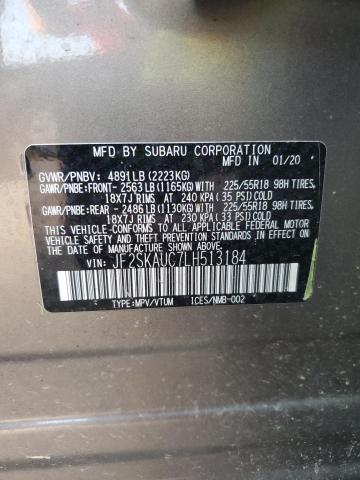 MFD BY SUBARU CORPORATION 01/20
GVWR/PNBV: 4891LB (2223KG)
GAWR/PNBE:FRONT- 2563LB(1165KG)WITH 225/55R18 98H TIRES,
18X7J RIMS AT 240 KPA (35 PSI)COLD
GAWR/PNBE:REAR - 2486LB(1130KG)WITH 225/55R18 98H TIRES,
18X7J RIMS AT 230 KPA (33 PSI)COLD
THIS VEHICLE CONFORMS TO ALL APPLICABLE
FEDERAL MOTOR VEHICLE SAFETY,
BUMPER, AND THEFT PREVENTION
STANDARDS IN EFFECT ON THE DATE OF
MANUFACTURE SHOWN ABOVE.
VIN: JF2SKAUC7LH513184
TYPE:MPV/VTUM ICES/NMB-002